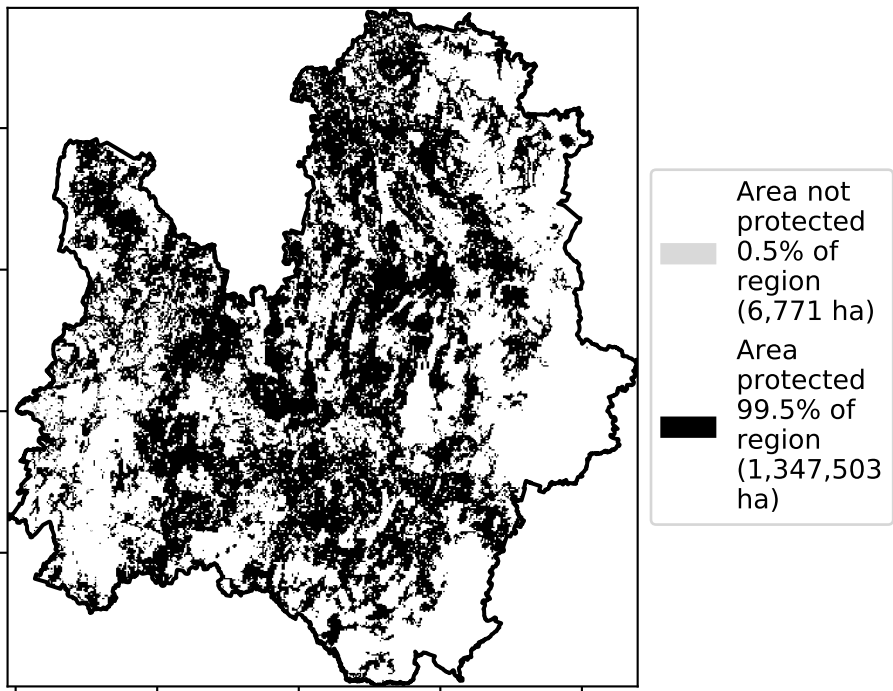 Area not
protected
0.5% of
region
(6,771 ha)
Area
protected
99.5% of
region
(1,347,503
ha)